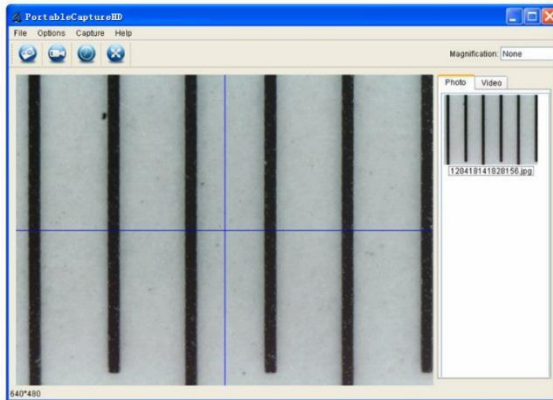 PortableCaptureHD
File Options Capture Help
Magnification: None
Photo Video
120418141828156.jpg
640*480